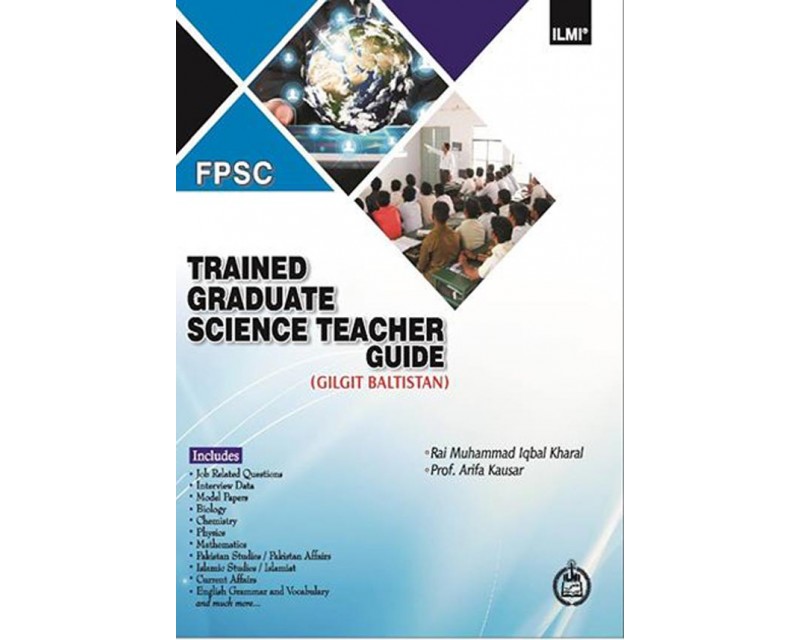 ILMI®
FPSC
TRAINED
GRADUATE
SCIENCE TEACHER
GUIDE
(GILGIT BALTISTAN)
Includes
• Job Related Questions
• Interview Data
• Model Papers
• Biology
• Chemistry
• Physics
• Mathematics
• Pakistan Studies / Pakistan Affairs
• Islamic Studies / Islamiat
• Current Affairs
• English Grammar and Vocabulary
and much more...
◦Rai Muhammad Iqbal Kharal
◦Prof. Arifa Kausar
ILMI